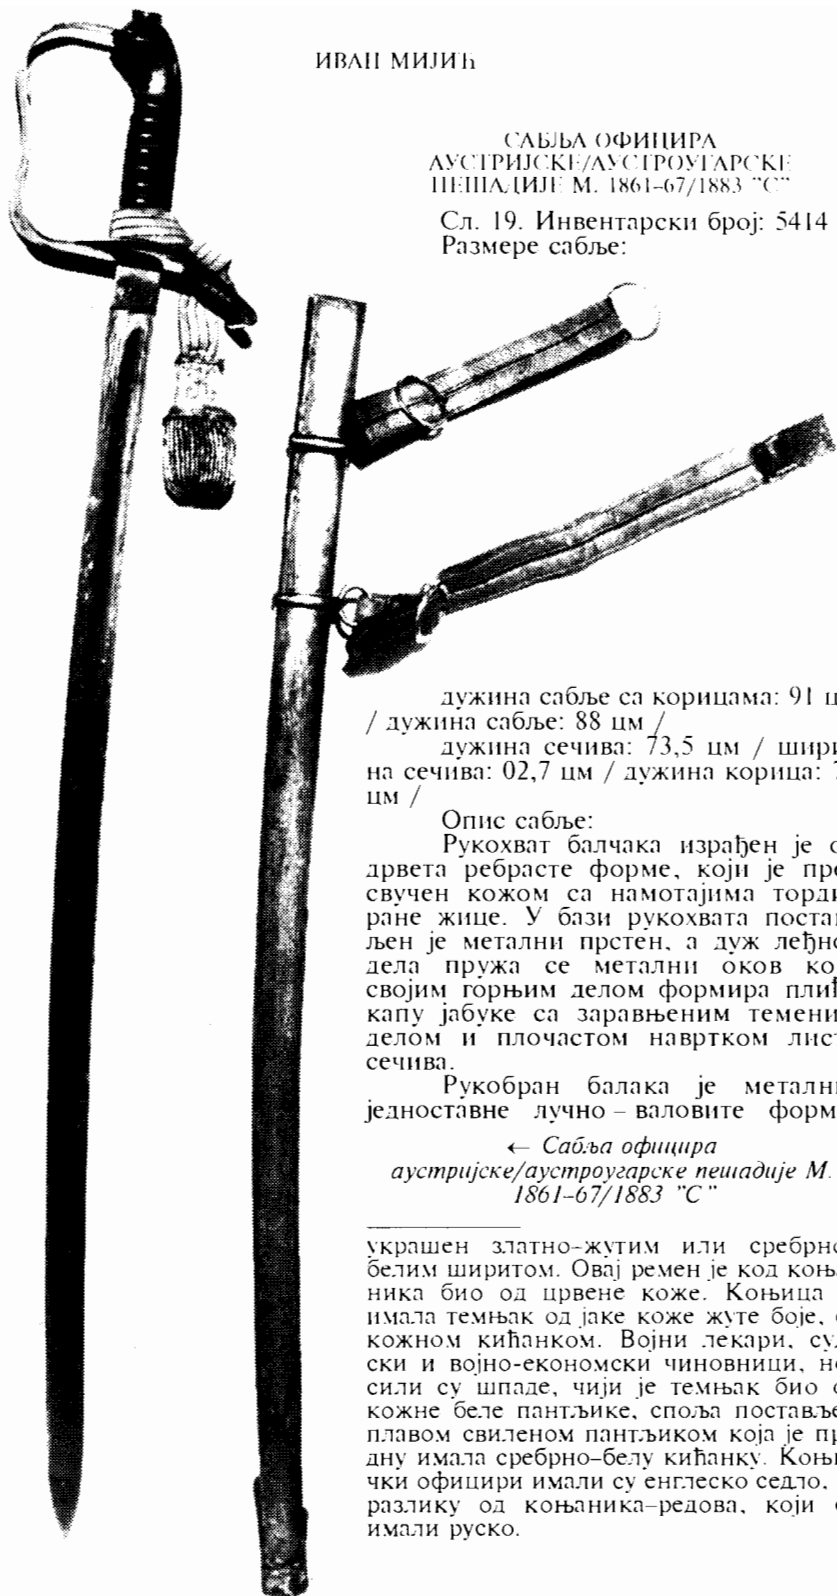 ИВАН МИЈИЋ
САБЉА ОФИЦИРА
АУСТРИЈСКЕ/АУСТРОУГАРСКЕ
ПЕШАДИЈЕ М. 1861–67/1883 "С"
Сл. 19. Инвентарски број: 5414
Размере сабље:
дужина сабље са корицама: 91 ц
/ дужина сабље: 88 цм /
дужина сечива: 73,5 цм / шири
на сечива: 02,7 цм / дужина корица:
цм /
Опис сабље:
Рукохват балчака израђен је о
дрвета ребрасте форме, који је пре
свучен кожом са намотајима торди
ране жице. У бази рукохвата постав
љен је метални прстен, а дуж леђно
дела пружа се метални оков ко
својим горњим делом формира плић
капу јабуке са заравњеним темени
делом и плочастом навртком лист
сечива.
Рукобран балака је металн
једноставне лучно – валовите форм
← Сабља официра
аустријске/аустроугарске пешадије М.
1861–67/1883 "С"
украшен златно–жутим или сребрно
белим ширитом. Овај ремен је код коња
ника био од црвене коже. Коњица
имала темњак од јаке коже жуте боје,
кожном кићанком. Војни лекари, суд
ски и војно-економски чиновници, но
сили су шпаде, чији је темњак био о
кожне беле пантљике, споља поставље
плавом свиленом пантљиком која је пр
дну имала сребрно–белу кићанку. Коњи
чки официри имали су енглеско седло,
разлику од коњаника–редова, који с
имали руско.